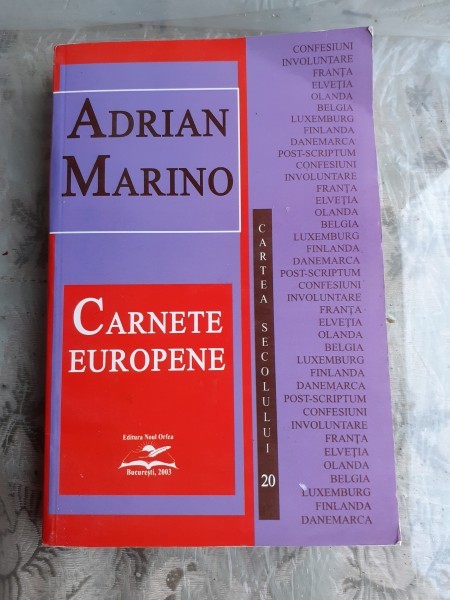 ADRIAN
MARINO
CARNETE
EUROPENE
Editura Noul Orfeu
București, 2003
CARTEA SECOLULUI 20
CONFESIUNI
INVOLUNTARE
FRANȚA
ELVEȚIA
OLANDA
BELGIA
LUXEMBURG
FINLANDA
DANEMARCA
POST-SCRIPTUM
CONFESIUNI
INVOLUNTARE
FRANȚA
ELVEȚIA
OLANDA
BELGIA
LUXEMBURG
FINLANDA
DANEMARCA
POST-SCRIPTUM
CONFESIUNI
INVOLUNTARE
FRANȚA
ELVEȚIA
OLANDA
BELGIA
LUXEMBURG
FINLANDA
DANEMARCA
POST-SCRIPTUM
CONFESIUNI
INVOLUNTARE
FRANȚA
ELVEȚIA
OLANDA
BELGIA
LUXEMBURG
FINLANDA
DANEMARCA